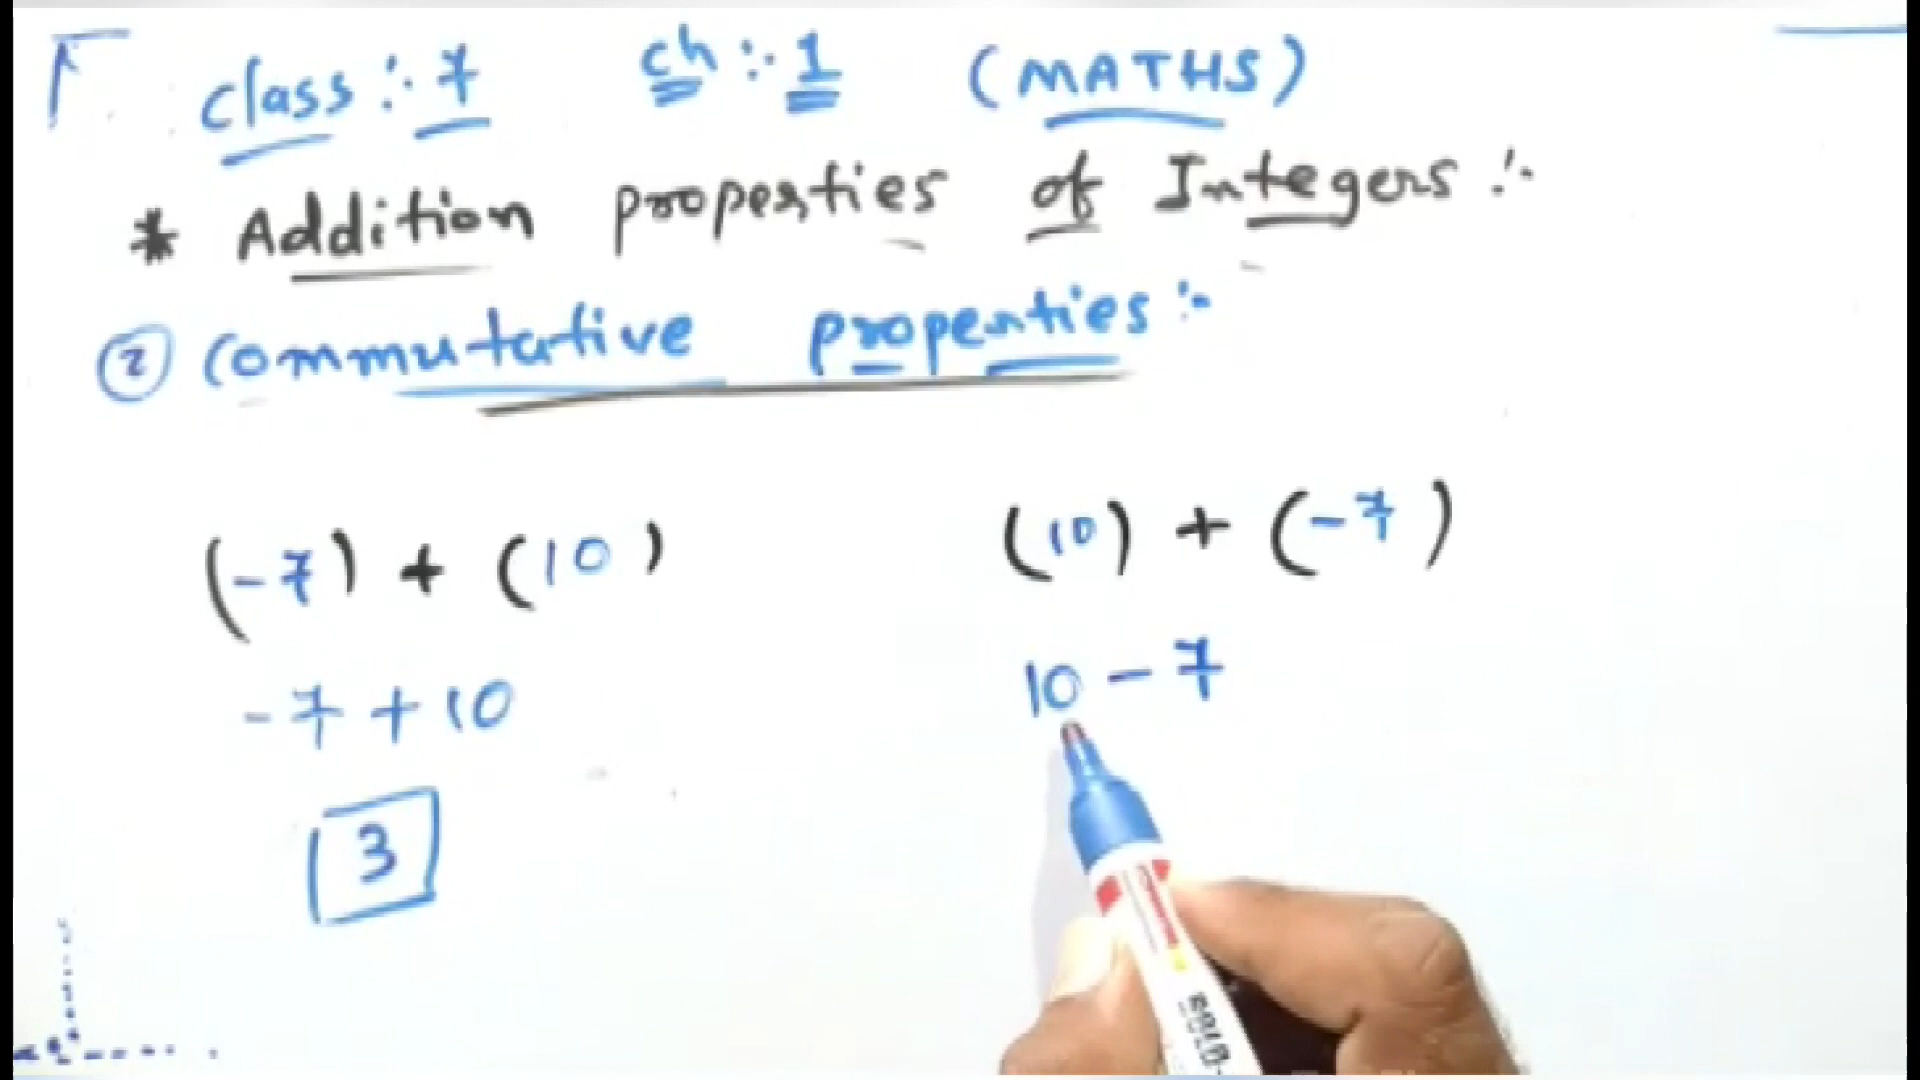 Class :- 7 ch :- 1 (MATHS)
* Addition properties of Integers :-
② Commutative properties :-
(-7) + (10) (10) + (-7)
-7 + 10 10 - 7
3